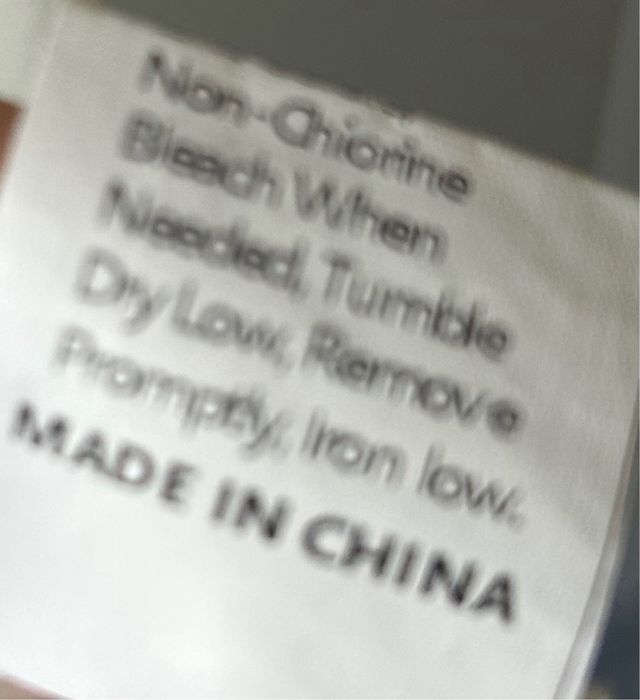 Non-Chlorine
Bleach When
Needed, Tumble
Dry Low, Remove
Promptly; Iron low.
MADE IN CHINA